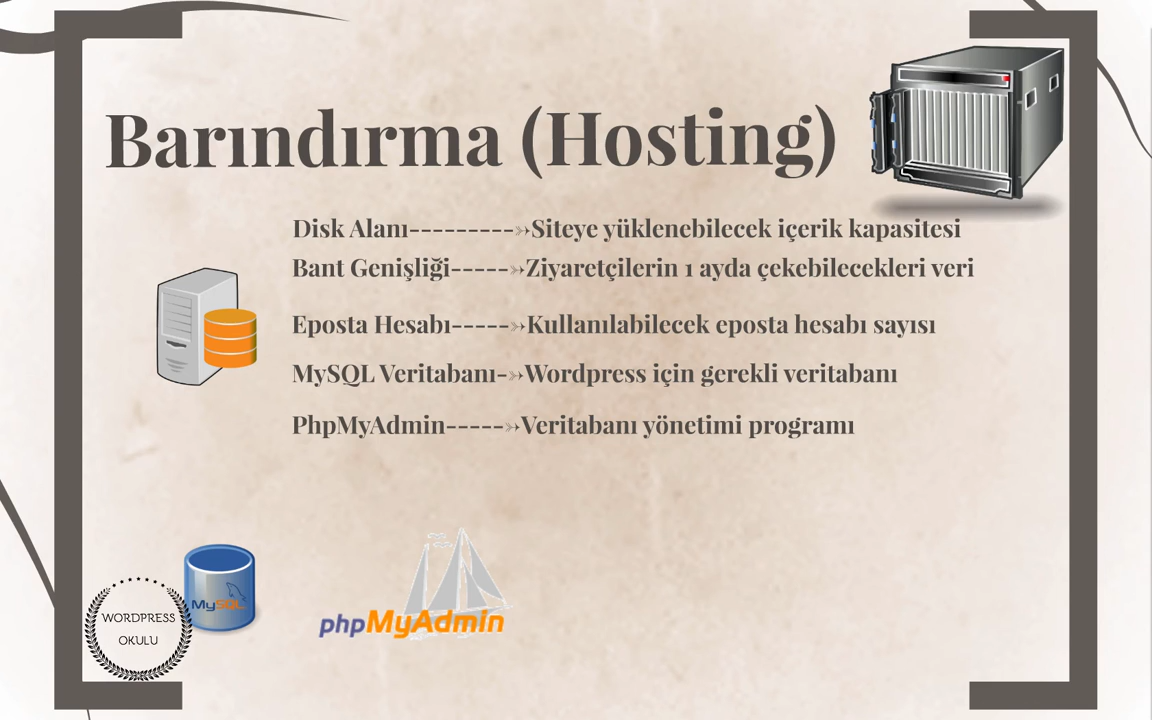 Barındırma (Hosting)
Disk Alanı---------»Siteye yüklenebilecek içerik kapasitesi
Bant Genişliği-----»Ziyaretçilerin 1 ayda çekebilecekleri veri
Eposta Hesabı-----»Kullanılabilecek eposta hesabı sayısı
MySQL Veritabanı-»Wordpress için gerekli veritabanı
PhpMyAdmin-----»Veritabanı yönetimi programı
MySQL
WORDPRESS
OKULU
phpMyAdmin